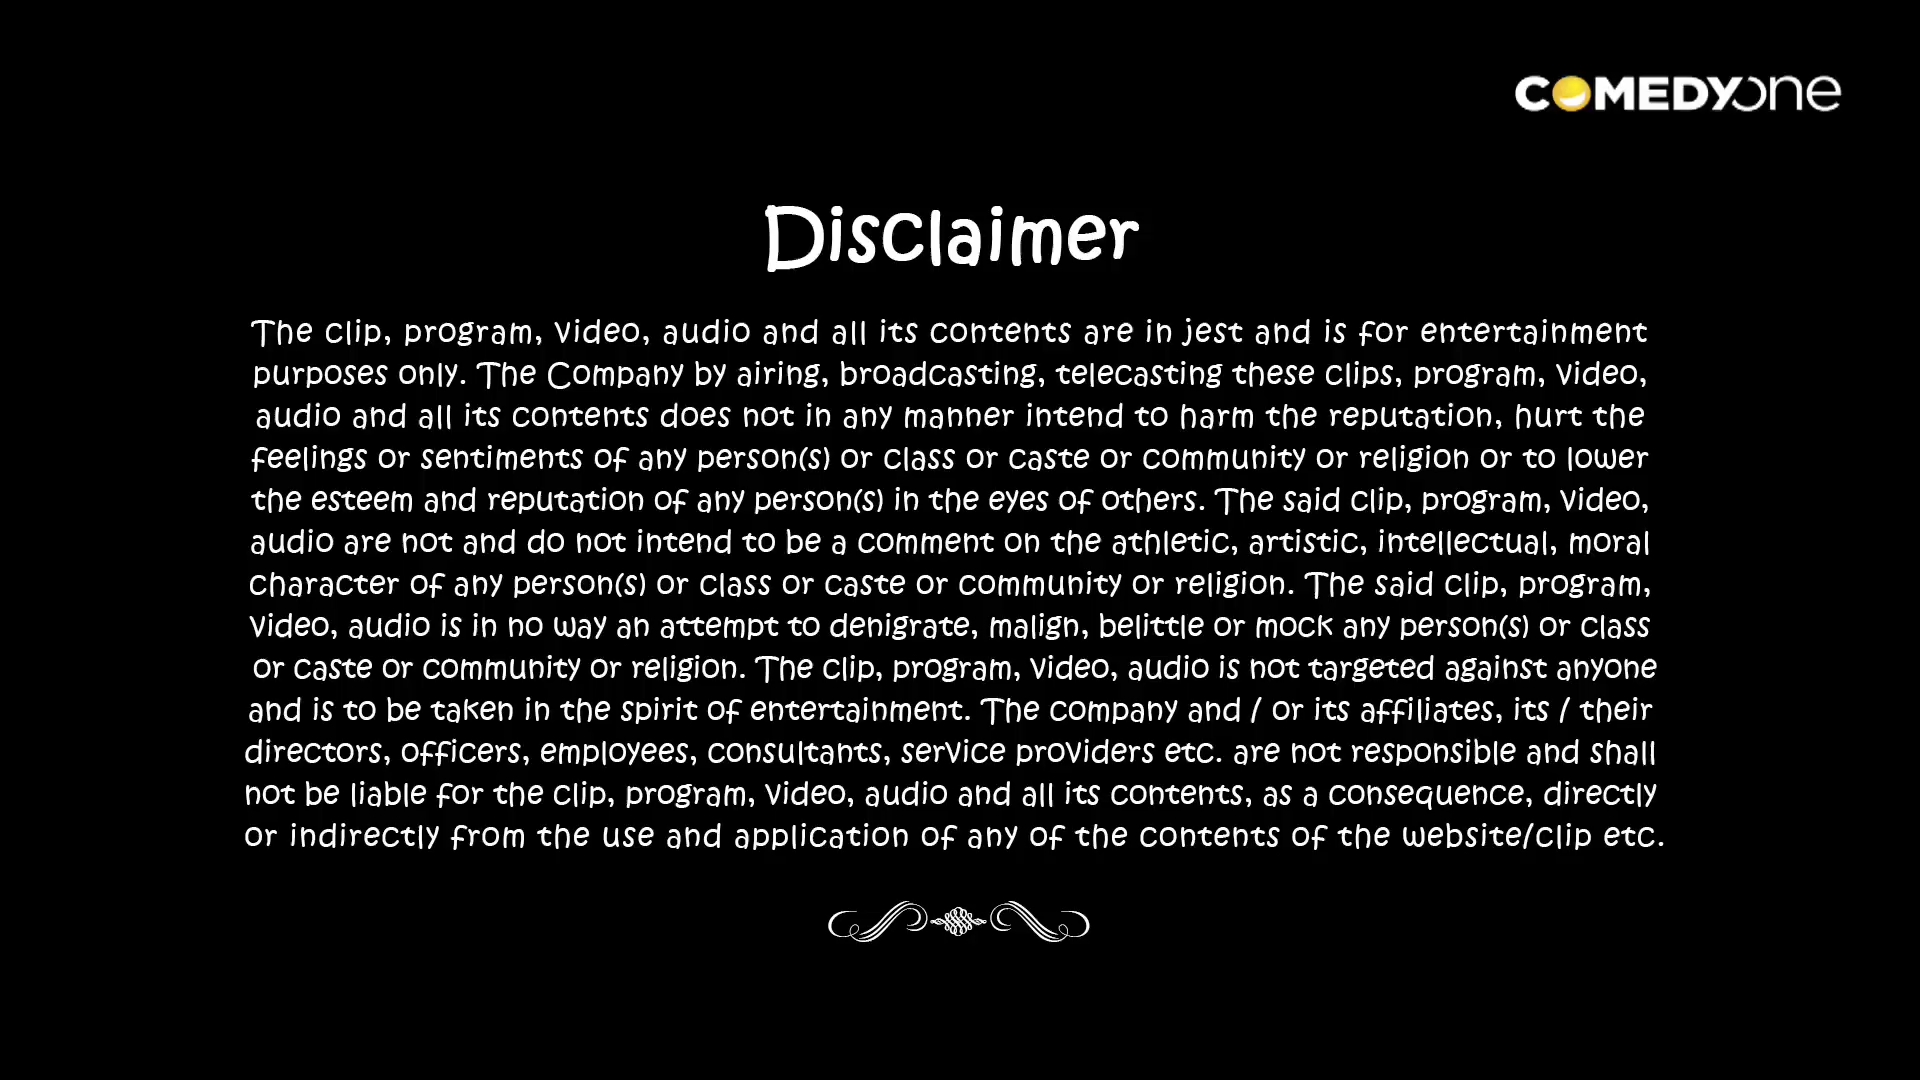 COMEDYONE
Disclaimer
The clip, program, video, audio and all its contents are in jest and is for entertainment
purposes only. The Company by airing, broadcasting, telecasting these clips, program, video,
audio and all its contents does not in any manner intend to harm the reputation, hurt the
feelings or sentiments of any person(s) or class or caste or community or religion or to lower
the esteem and reputation of any person(s) in the eyes of others. The said clip, program, video,
audio are not and do not intend to be a comment on the athletic, artistic, intellectual, moral
character of any person(s) or class or caste or community or religion. The said clip, program,
video, audio is in no way an attempt to denigrate, malign, belittle or mock any person(s) or class
or caste or community or religion. The clip, program, video, audio is not targeted against anyone
and is to be taken in the spirit of entertainment. The company and / or its affiliates, its / their
directors, officers, employees, consultants, service providers etc. are not responsible and shall
not be liable for the clip, program, video, audio and all its contents, as a consequence, directly
or indirectly from the use and application of any of the contents of the website/clip etc.